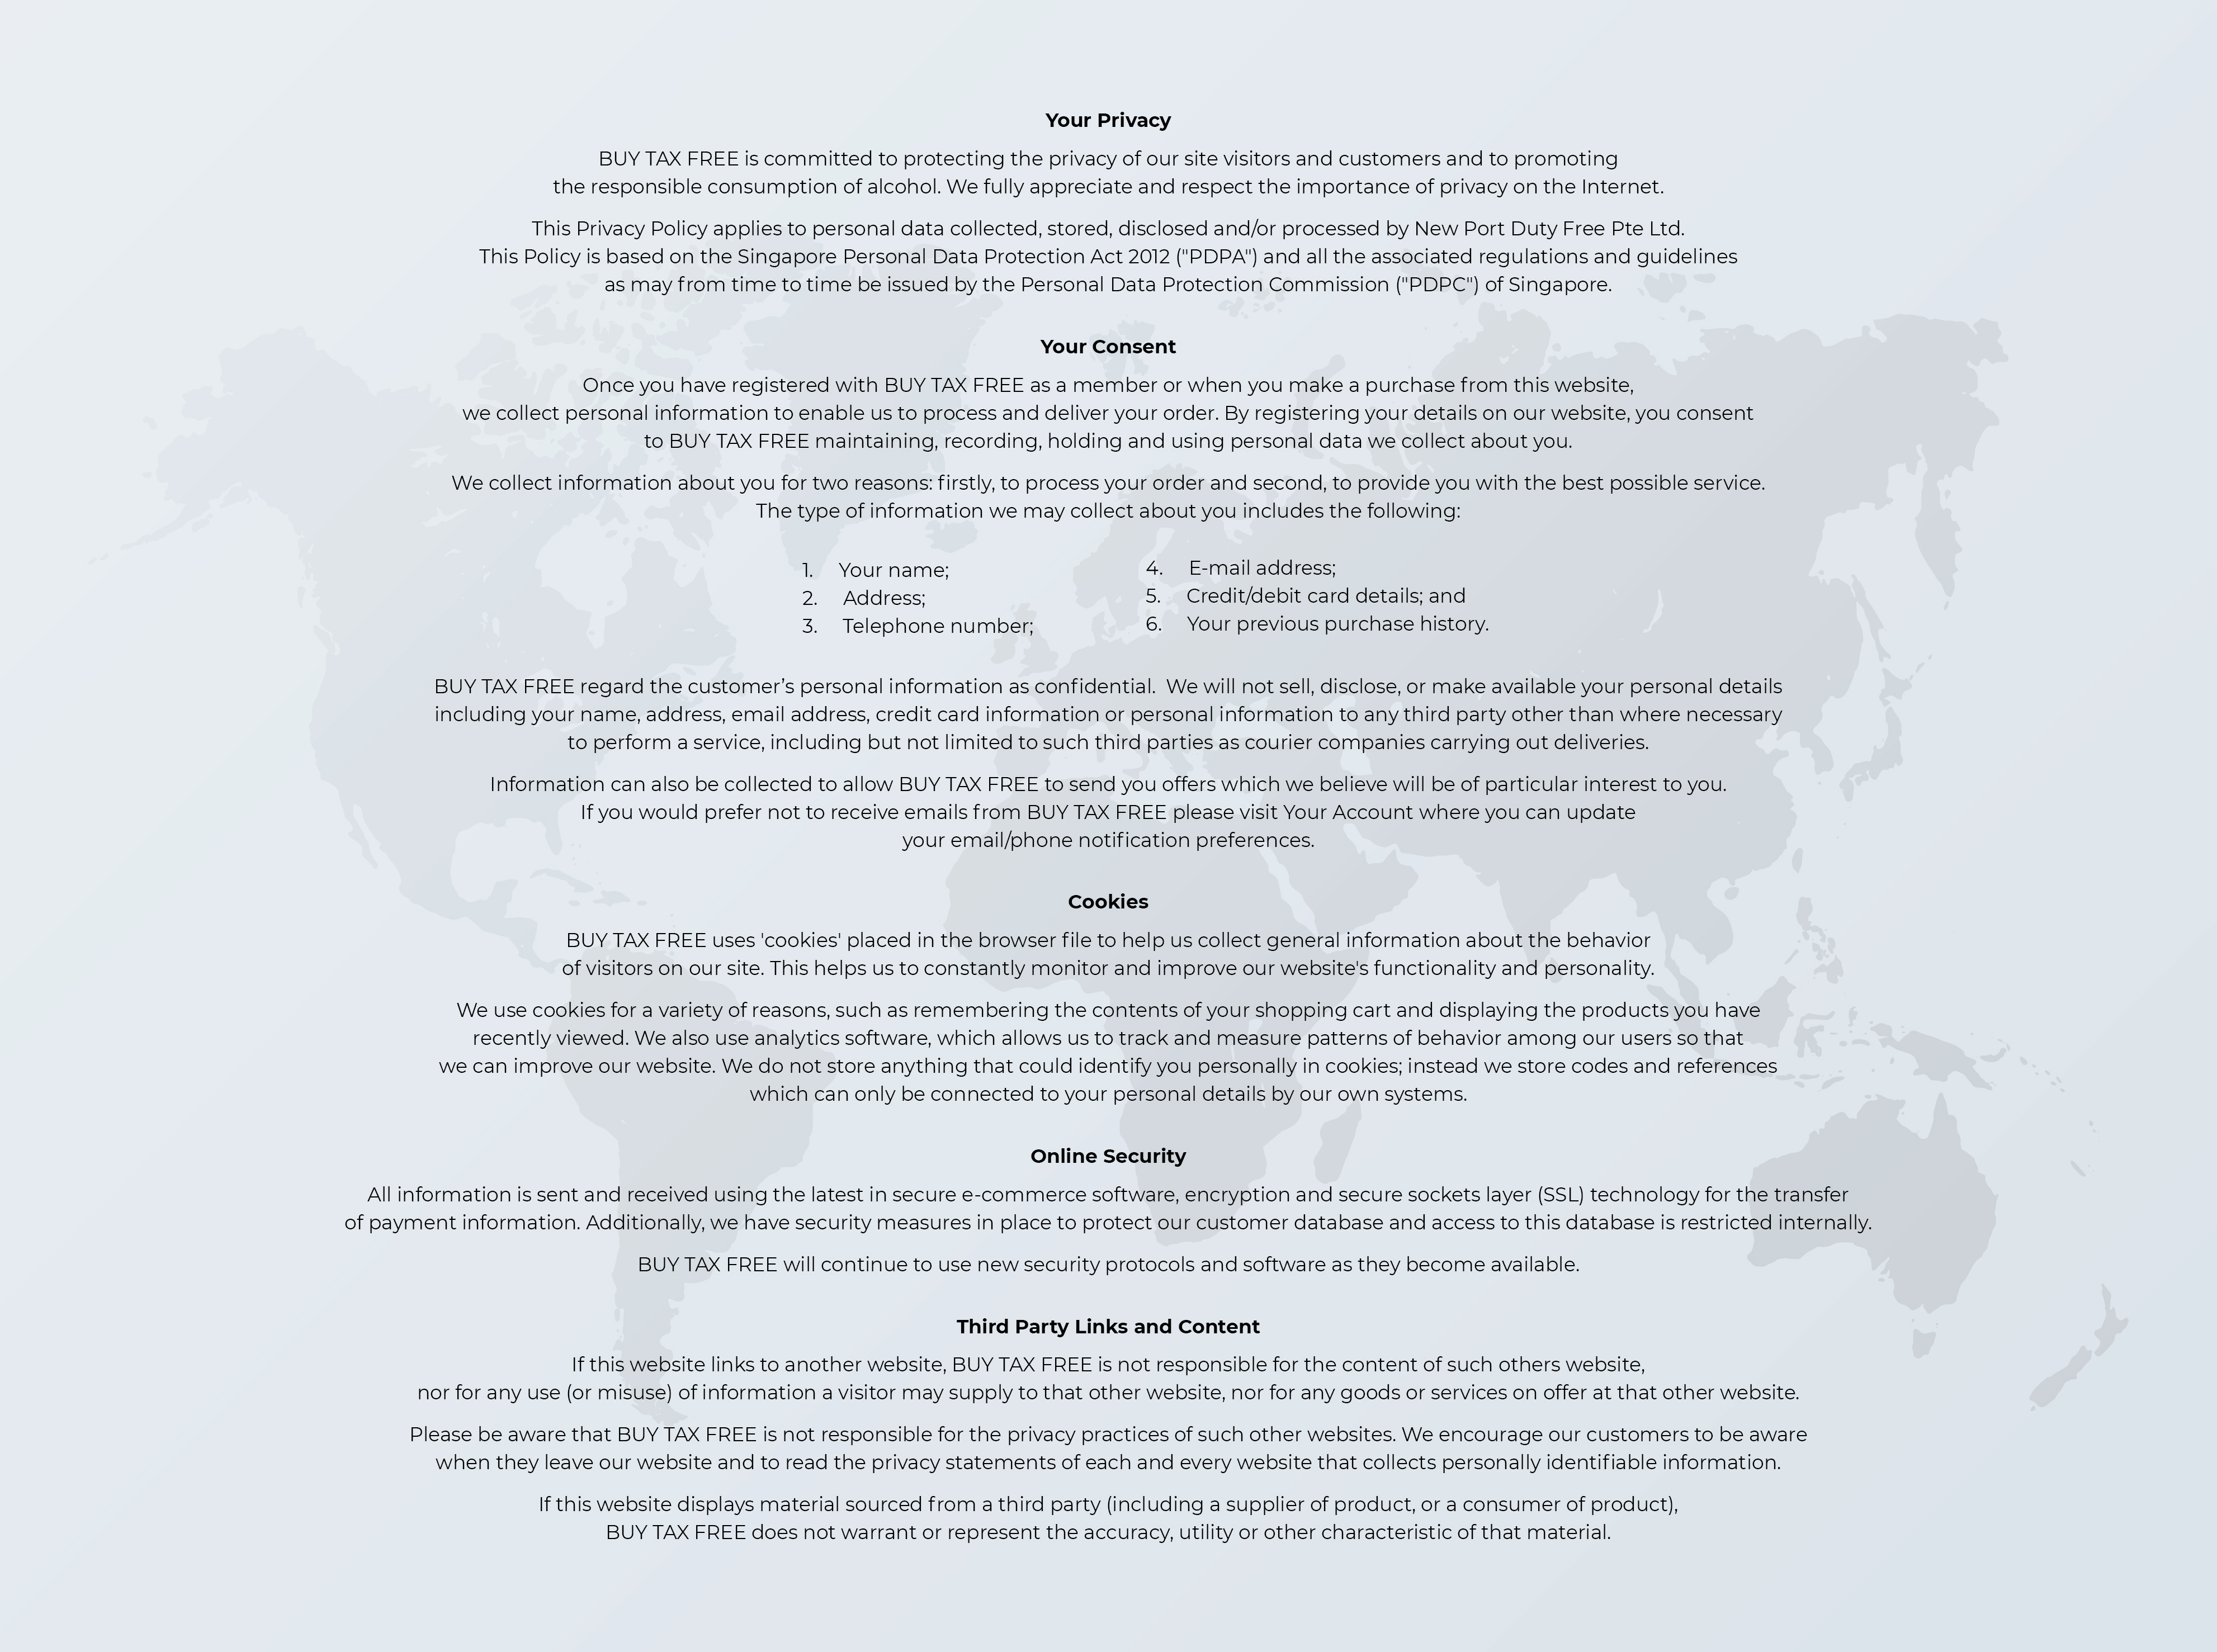 Your Privacy
BUY TAX FREE is committed to protecting the privacy of our site visitors and customers and to promoting
the responsible consumption of alcohol. We fully appreciate and respect the importance of privacy on the Internet.
This Privacy Policy applies to personal data collected, stored, disclosed and/or processed by New Port Duty Free Pte Ltd.
This Policy is based on the Singapore Personal Data Protection Act 2012 ("PDPA") and all the associated regulations and guidelines
as may from time to time be issued by the Personal Data Protection Commission ("PDPC") of Singapore.
Your Consent
Once you have registered with BUY TAX FREE as a member or when you make a purchase from this website,
we collect personal information to enable us to process and deliver your order. By registering your details on our website, you consent
to BUY TAX FREE maintaining, recording, holding and using personal data we collect about you.
We collect information about you for two reasons: firstly, to process your order and second, to provide you with the best possible service.
The type of information we may collect about you includes the following:
1. Your name;
2. Address;
3. Telephone number;
4. E-mail address;
5. Credit/debit card details; and
6. Your previous purchase history.
BUY TAX FREE regard the customer’s personal information as confidential.  We will not sell, disclose, or make available your personal details
including your name, address, email address, credit card information or personal information to any third party other than where necessary
to perform a service, including but not limited to such third parties as courier companies carrying out deliveries.
Information can also be collected to allow BUY TAX FREE to send you offers which we believe will be of particular interest to you.
If you would prefer not to receive emails from BUY TAX FREE please visit Your Account where you can update
your email/phone notification preferences.
Cookies
BUY TAX FREE uses 'cookies' placed in the browser file to help us collect general information about the behavior
of visitors on our site. This helps us to constantly monitor and improve our website's functionality and personality.
We use cookies for a variety of reasons, such as remembering the contents of your shopping cart and displaying the products you have
recently viewed. We also use analytics software, which allows us to track and measure patterns of behavior among our users so that
we can improve our website. We do not store anything that could identify you personally in cookies; instead we store codes and references
which can only be connected to your personal details by our own systems.
Online Security
All information is sent and received using the latest in secure e-commerce software, encryption and secure sockets layer (SSL) technology for the transfer
of payment information. Additionally, we have security measures in place to protect our customer database and access to this database is restricted internally.
BUY TAX FREE will continue to use new security protocols and software as they become available.
Third Party Links and Content
If this website links to another website, BUY TAX FREE is not responsible for the content of such others website,
nor for any use (or misuse) of information a visitor may supply to that other website, nor for any goods or services on offer at that other website.
Please be aware that BUY TAX FREE is not responsible for the privacy practices of such other websites. We encourage our customers to be aware
when they leave our website and to read the privacy statements of each and every website that collects personally identifiable information.
If this website displays material sourced from a third party (including a supplier of product, or a consumer of product),
BUY TAX FREE does not warrant or represent the accuracy, utility or other characteristic of that material.